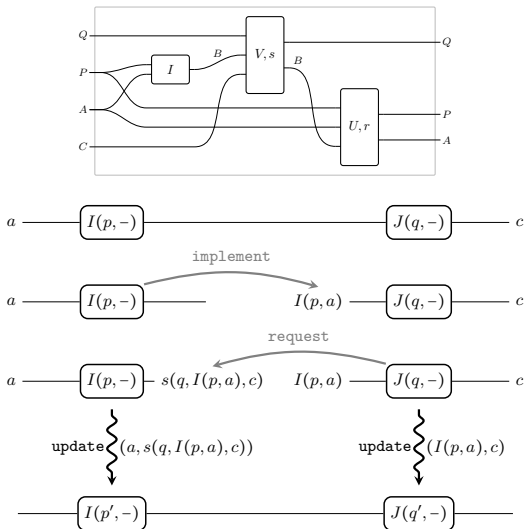 Q V, s Q
P I B B
A U, r P
C A
a I(p, −) J(q, −) c
implement
a I(p, −) I(p, a) J(q, −) c
request
a I(p, −) s(q, I(p, a), c) I(p, a) J(q, −) c
update (a, s(q, I(p, a), c)) update (I(p, a), c)
I(p′, −) J(q′, −)